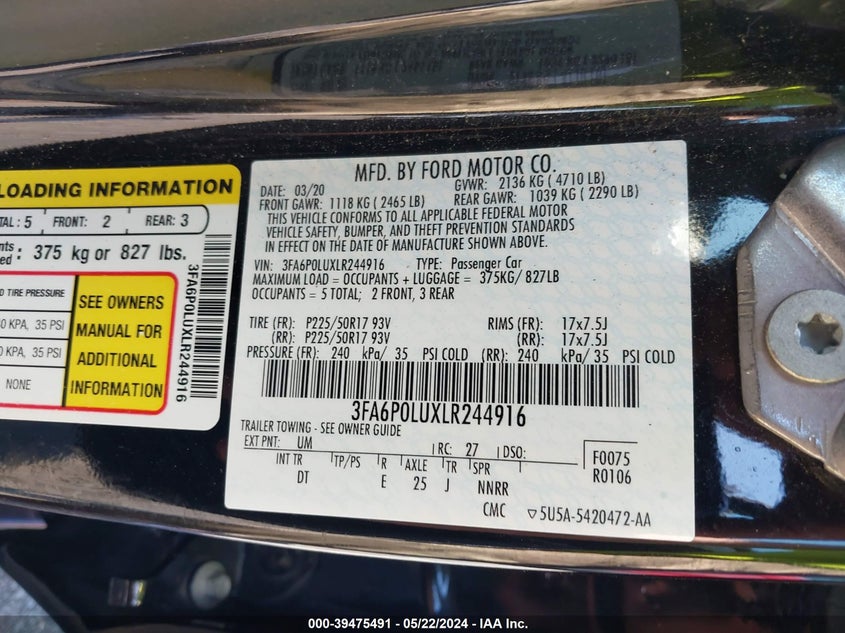 LOADING INFORMATION
TAL : 5 FRONT: 2 REAR: 3
nts
ed : 375 kg or 827 lbs.
D TIRE PRESSURE
0 KPA, 35 PSI
0 KPA, 35 PSI
NONE
SEE OWNERS
MANUAL FOR
ADDITIONAL
INFORMATION
3FA6P0LUXLR244916
MFD. BY FORD MOTOR CO.
DATE: 03/20 GVWR: 2136 KG ( 4710 LB)
FRONT GAWR: 1118 KG ( 2465 LB) REAR GAWR: 1039 KG ( 2290 LB)
THIS VEHICLE CONFORMS TO ALL APPLICABLE FEDERAL MOTOR
VEHICLE SAFETY, BUMPER, AND THEFT PREVENTION STANDARDS
IN EFFECT ON THE DATE OF MANUFACTURE SHOWN ABOVE.
VIN: 3FA6P0LUXLR244916 TYPE: Passenger Car
MAXIMUM LOAD = OCCUPANTS + LUGGAGE = 375KG/ 827LB
OCCUPANTS = 5 TOTAL; 2 FRONT, 3 REAR
TIRE (FR): P225/50R17 93V RIMS (FR): 17x7.5J
(RR): P225/50R17 93V (RR): 17x7.5J
PRESSURE (FR): 240 kPa/ 35 PSI COLD (RR): 240 kPa/ 35 PSI COLD
3FA6P0LUXLR244916
TRAILER TOWING - SEE OWNER GUIDE
EXT PNT: UM RC: 27 DSO: F0075
INT TR TP/PS R AXLE TR SPR R0106
DT E 25 J NNRR
CMC ▽5U5A-5420472-AA
000-39475491 - 05/22/2024 - IAA Inc.